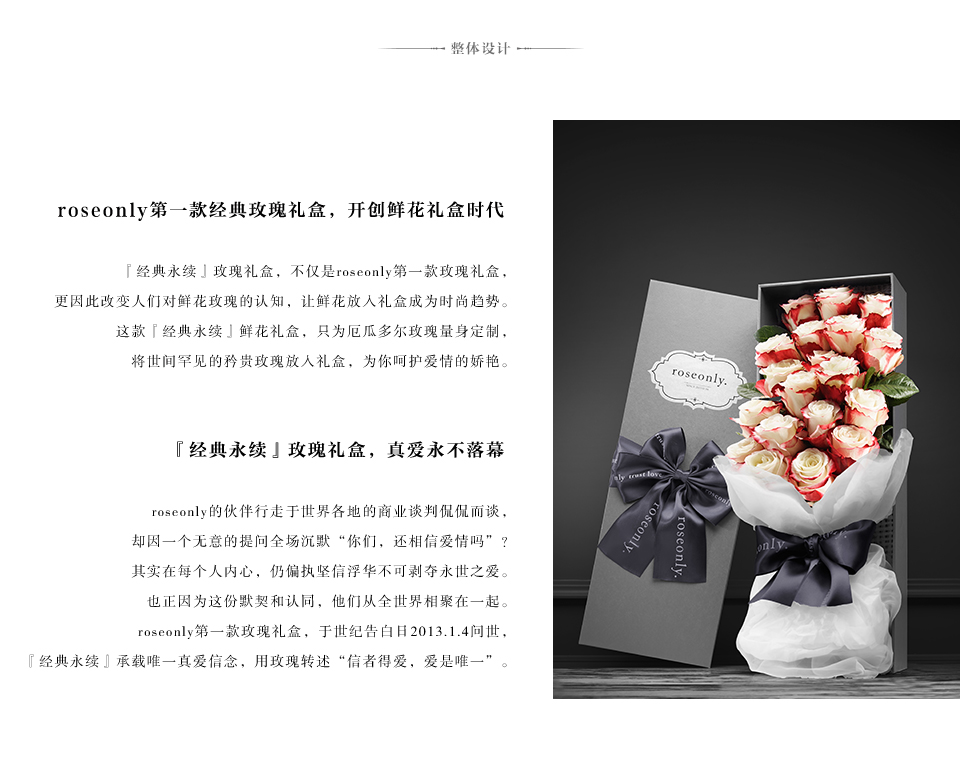 整体设计
roseonly第一款经典玫瑰礼盒，开创鲜花礼盒时代
『经典永续』玫瑰礼盒，不仅是roseonly第一款玫瑰礼盒，
更因此改变人们对鲜花玫瑰的认知，让鲜花放入礼盒成为时尚趋势。
这款『经典永续』鲜花礼盒，只为厄瓜多尔玫瑰量身定制，
将世间罕见的矜贵玫瑰放入礼盒，为你呵护爱情的娇艳。
『经典永续』玫瑰礼盒，真爱永不落幕
roseonly的伙伴行走于世界各地的商业谈判侃侃而谈，
却因一个无意的提问全场沉默“你们，还相信爱情吗”？
其实在每个人内心，仍偏执坚信浮华不可剥夺永世之爱。
也正因为这份默契和认同，他们从全世界相聚在一起。
roseonly第一款玫瑰礼盒，于世纪告白日2013.1.4问世，
『经典永续』承载唯一真爱信念，用玫瑰转述“信者得爱，爱是唯一”。
roseonly.
trust love
roseonly.
roseonly.